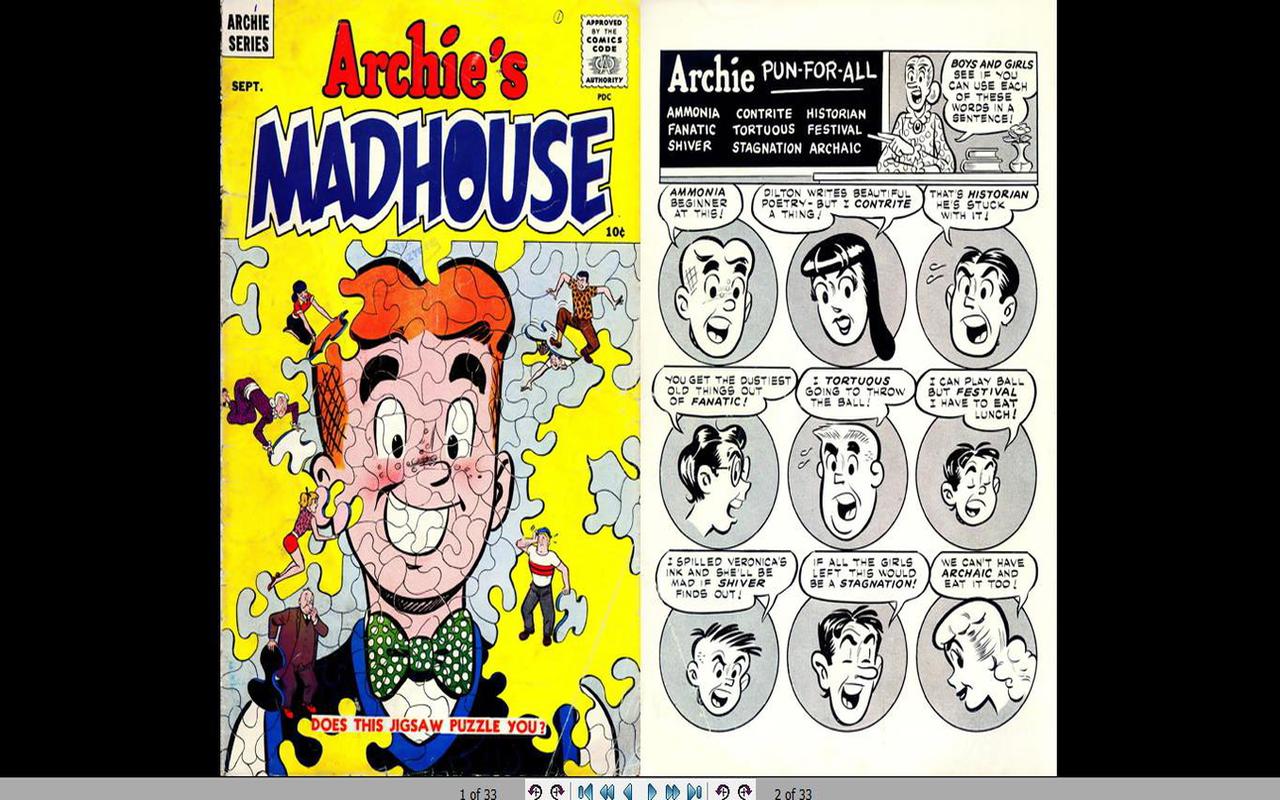 ARCHIE
SERIES
SEPT.
Archie's
MADHOUSE
APPROVED
BY THE
COMICS
CODE
AUTHORITY
PDC
10¢
DOES THIS JIGSAW PUZZLE YOU?
Archie PUN-FOR-ALL
AMMONIA CONTRITE HISTORIAN
FANATIC TORTUOUS FESTIVAL
SHIVER STAGNATION ARCHAIC
BOYS AND GIRLS
SEE IF YOU
CAN USE EACH
OF THESE
WORDS IN A
SENTENCE!
AMMONIA
BEGINNER
AT THIS!
DILTON WRITES BEAUTIFUL
POETRY- BUT I CONTRITE
A THING!
THAT'S HISTORIAN
HE'S STUCK
WITH IT!
YOU GET THE DUSTIEST
OLD THINGS OUT
OF FANATIC!
I TORTUOUS
GOING TO THROW
THE BALL!
I CAN PLAY BALL
BUT FESTIVAL
I HAVE TO EAT
LUNCH!
I SPILLED VERONICA'S
INK AND SHE'LL BE
MAD IF SHIVER
FINDS OUT!
IF ALL THE GIRLS
LEFT THIS WOULD
BE A STAGNATION!
WE CAN'T HAVE
ARCHAIC AND
EAT IT TOO!
1 of 33
2 of 33